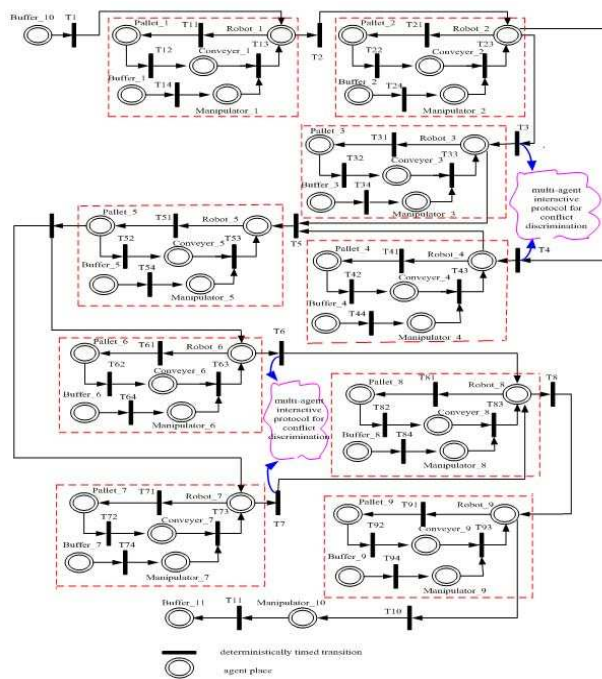 Buffer_10 T1
Pallet_1 T11 Robot_1
T12 Conveyer_1 T13
Buffer_1 T14
Manipulator_1
T2
Pallet_2 T21 Robot_2
T22 Conveyer_2 T23
Buffer_2 T24
Manipulator_2
Pallet_3 T31 Robot_3
T32 Conveyer_3 T33
Buffer_3 T34
Manipulator_3
T3
multi-agent
interactive
protocol for
conflict
discrimination
T4
Pallet_5 T51 Robot_5
T52 Conveyer_5 T53
Buffer_5 T54
Manipulator_5
T5
Pallet_4 T41 Robot_4
T42 Conveyer_4 T43
Buffer_4 T44
Manipulator_4
Pallet_6 T61 Robot_6
T62 Conveyer_6 T63
Buffer_6 T64
Manipulator_6
T6
multi-agent
interactive
protocol for
conflict
discrimination
T7
Pallet_8 T81 Robot_8
T82 Conveyer_8 T83
Buffer_8 T84
Manipulator_8
T8
Pallet_7 T71 Robot_7
T72 Conveyer_7 T73
Buffer_7 T74
Manipulator_7
Pallet_9 T91 Robot_9
T92 Conveyer_9 T93
Buffer_9 T94
Manipulator_9
Buffer_11 T11 Manipulator_10 T10
deterministically timed transition
agent place